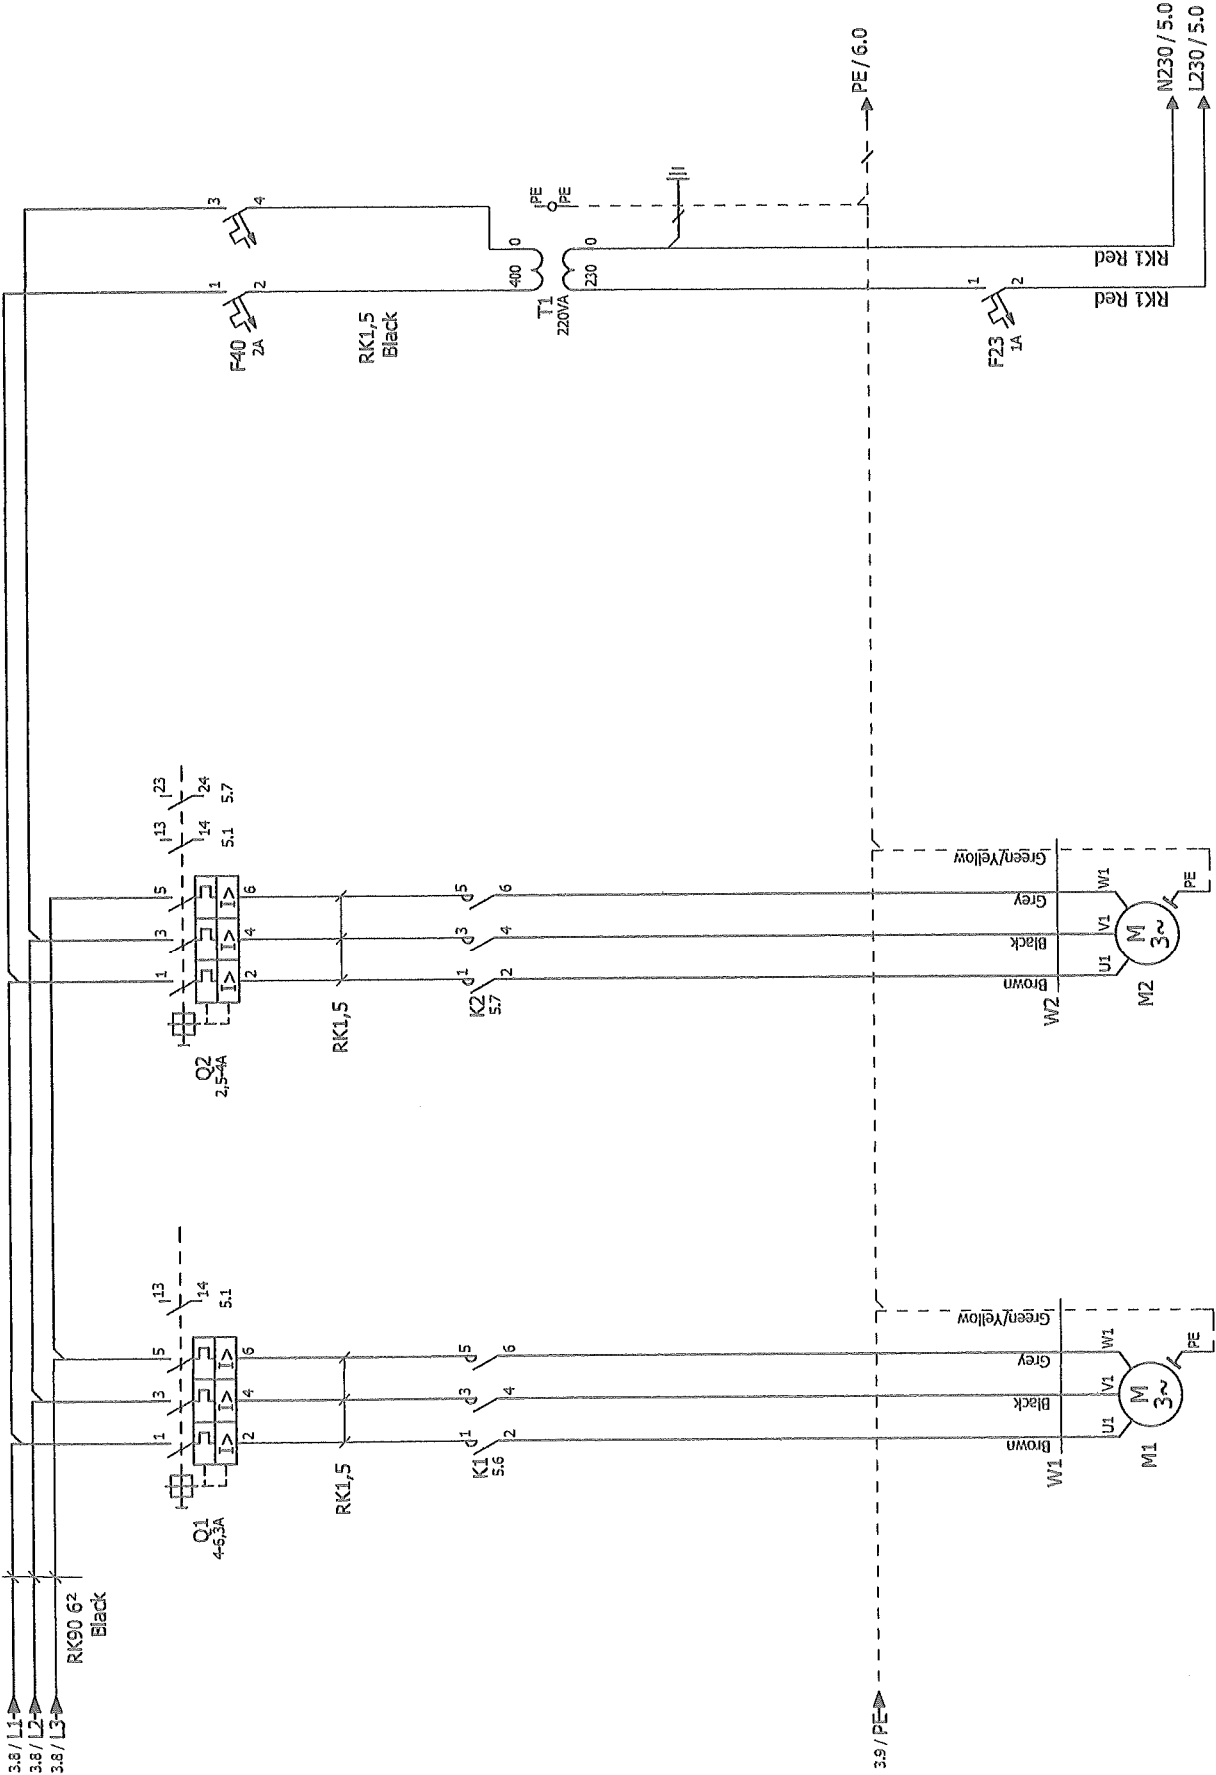 3.8 / L1
3.8 / L2
3.8 / L3
RK90 6²
Black
Q1
4-6,3A
1
3
5
13
14
5.1
2
4
6
I>
I>
I>
RK1,5
K1
5.6
1
3
5
2
4
6
Brown
Black
Grey
Green/Yellow
W1
U1
V1
W1
PE
M
3~
M1
3.9 / PE
Q2
2,5-4A
1
3
5
13
14
5.1
23
24
5.7
2
4
6
I>
I>
I>
RK1,5
K2
5.7
1
3
5
2
4
6
Brown
Black
Grey
Green/Yellow
W2
U1
V1
W1
PE
M
3~
M2
F40
2A
1
3
2
4
RK1,5
Black
400
0
T1
220VA
230
0
PE
PE
PE / 6.0
F23
1A
1
2
RK1 Red
RK1 Red
N230 / 5.0
L230 / 5.0